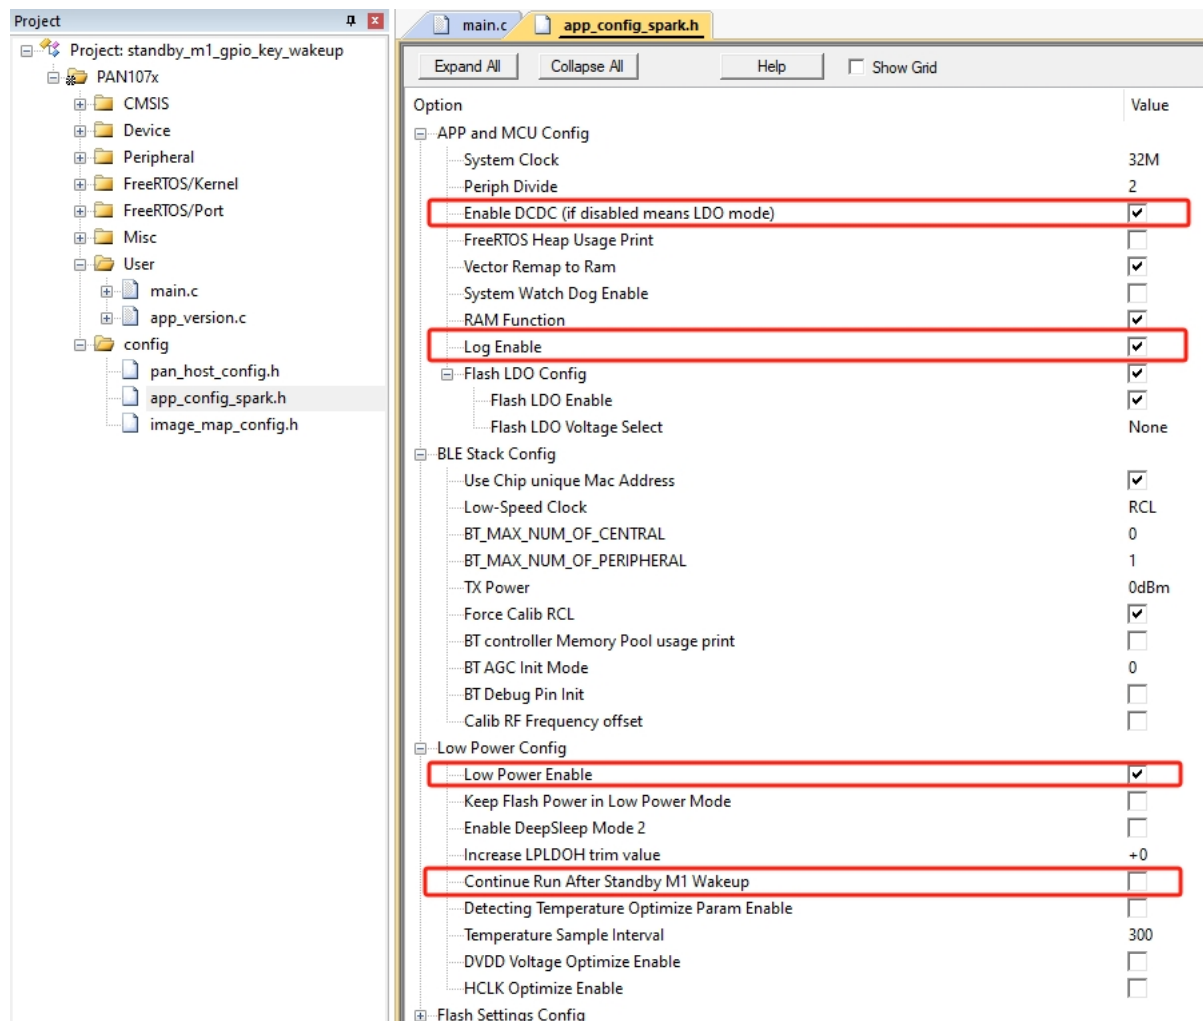 Project
Project: standby_m1_gpio_key_wakeup
PAN107x
CMSIS
Device
Peripheral
FreeRTOS/Kernel
FreeRTOS/Port
Misc
User
main.c
app_version.c
config
pan_host_config.h
app_config_spark.h
image_map_config.h
main.c app_config_spark.h
Expand All Collapse All Help Show Grid
Option Value
APP and MCU Config
System Clock 32M
Periph Divide 2
Enable DCDC (if disabled means LDO mode)
FreeRTOS Heap Usage Print
Vector Remap to Ram
System Watch Dog Enable
RAM Function
Log Enable
Flash LDO Config
Flash LDO Enable
Flash LDO Voltage Select None
BLE Stack Config
Use Chip unique Mac Address
Low-Speed Clock RCL
BT_MAX_NUM_OF_CENTRAL 0
BT_MAX_NUM_OF_PERIPHERAL 1
TX Power 0dBm
Force Calib RCL
BT controller Memory Pool usage print
BT AGC Init Mode 0
BT Debug Pin Init
Calib RF Frequency offset
Low Power Config
Low Power Enable
Keep Flash Power in Low Power Mode
Enable DeepSleep Mode 2
Increase LPLDOH trim value +0
Continue Run After Standby M1 Wakeup
Detecting Temperature Optimize Param Enable
Temperature Sample Interval 300
DVDD Voltage Optimize Enable
HCLK Optimize Enable
Flash Settings Config